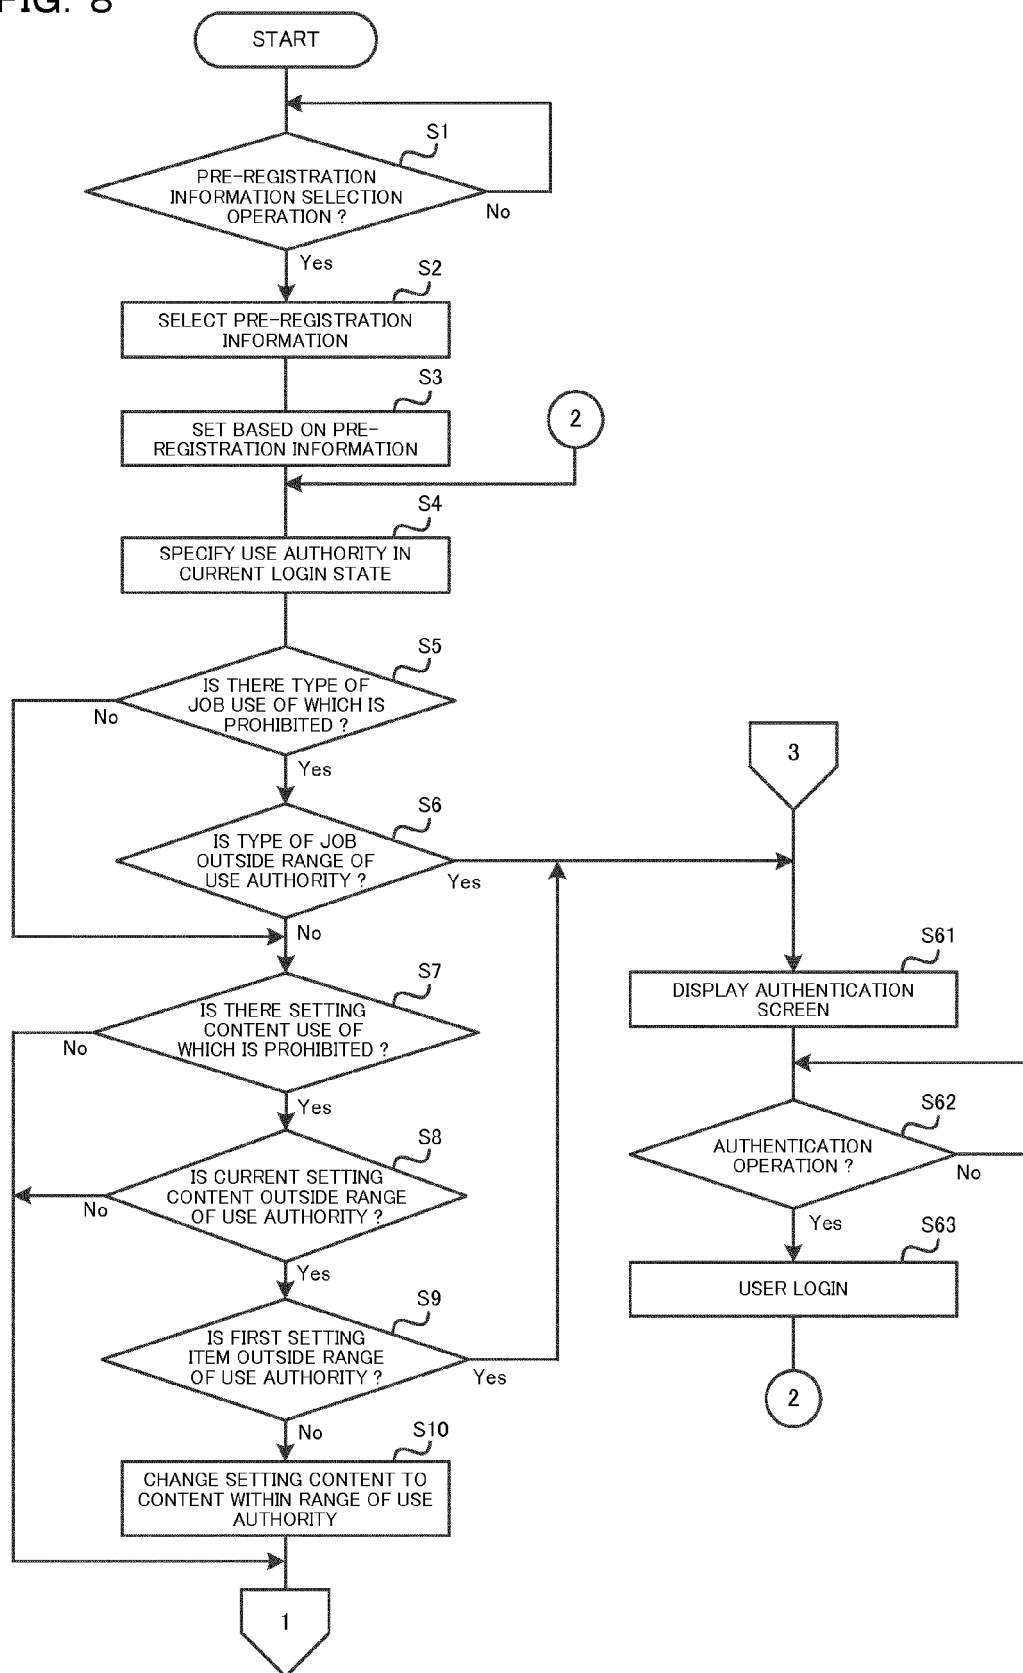 FIG. 8
START
S1
PRE-REGISTRATION
INFORMATION SELECTION
OPERATION ?
No
Yes
S2
SELECT PRE-REGISTRATION
INFORMATION
S3
SET BASED ON PRE-
REGISTRATION INFORMATION
2
S4
SPECIFY USE AUTHORITY IN
CURRENT LOGIN STATE
S5
IS THERE TYPE OF
JOB USE OF WHICH IS
PROHIBITED ?
No
Yes
3
S6
IS TYPE OF JOB
OUTSIDE RANGE OF
USE AUTHORITY ?
Yes
No
S7
IS THERE SETTING
CONTENT USE OF
WHICH IS PROHIBITED ?
No
Yes
S61
DISPLAY AUTHENTICATION
SCREEN
S8
IS CURRENT SETTING
CONTENT OUTSIDE RANGE
OF USE AUTHORITY ?
No
Yes
S62
AUTHENTICATION
OPERATION ?
No
Yes
S63
USER LOGIN
S9
IS FIRST SETTING
ITEM OUTSIDE RANGE
OF USE AUTHORITY ?
Yes
No
2
S10
CHANGE SETTING CONTENT TO
CONTENT WITHIN RANGE OF USE
AUTHORITY
1